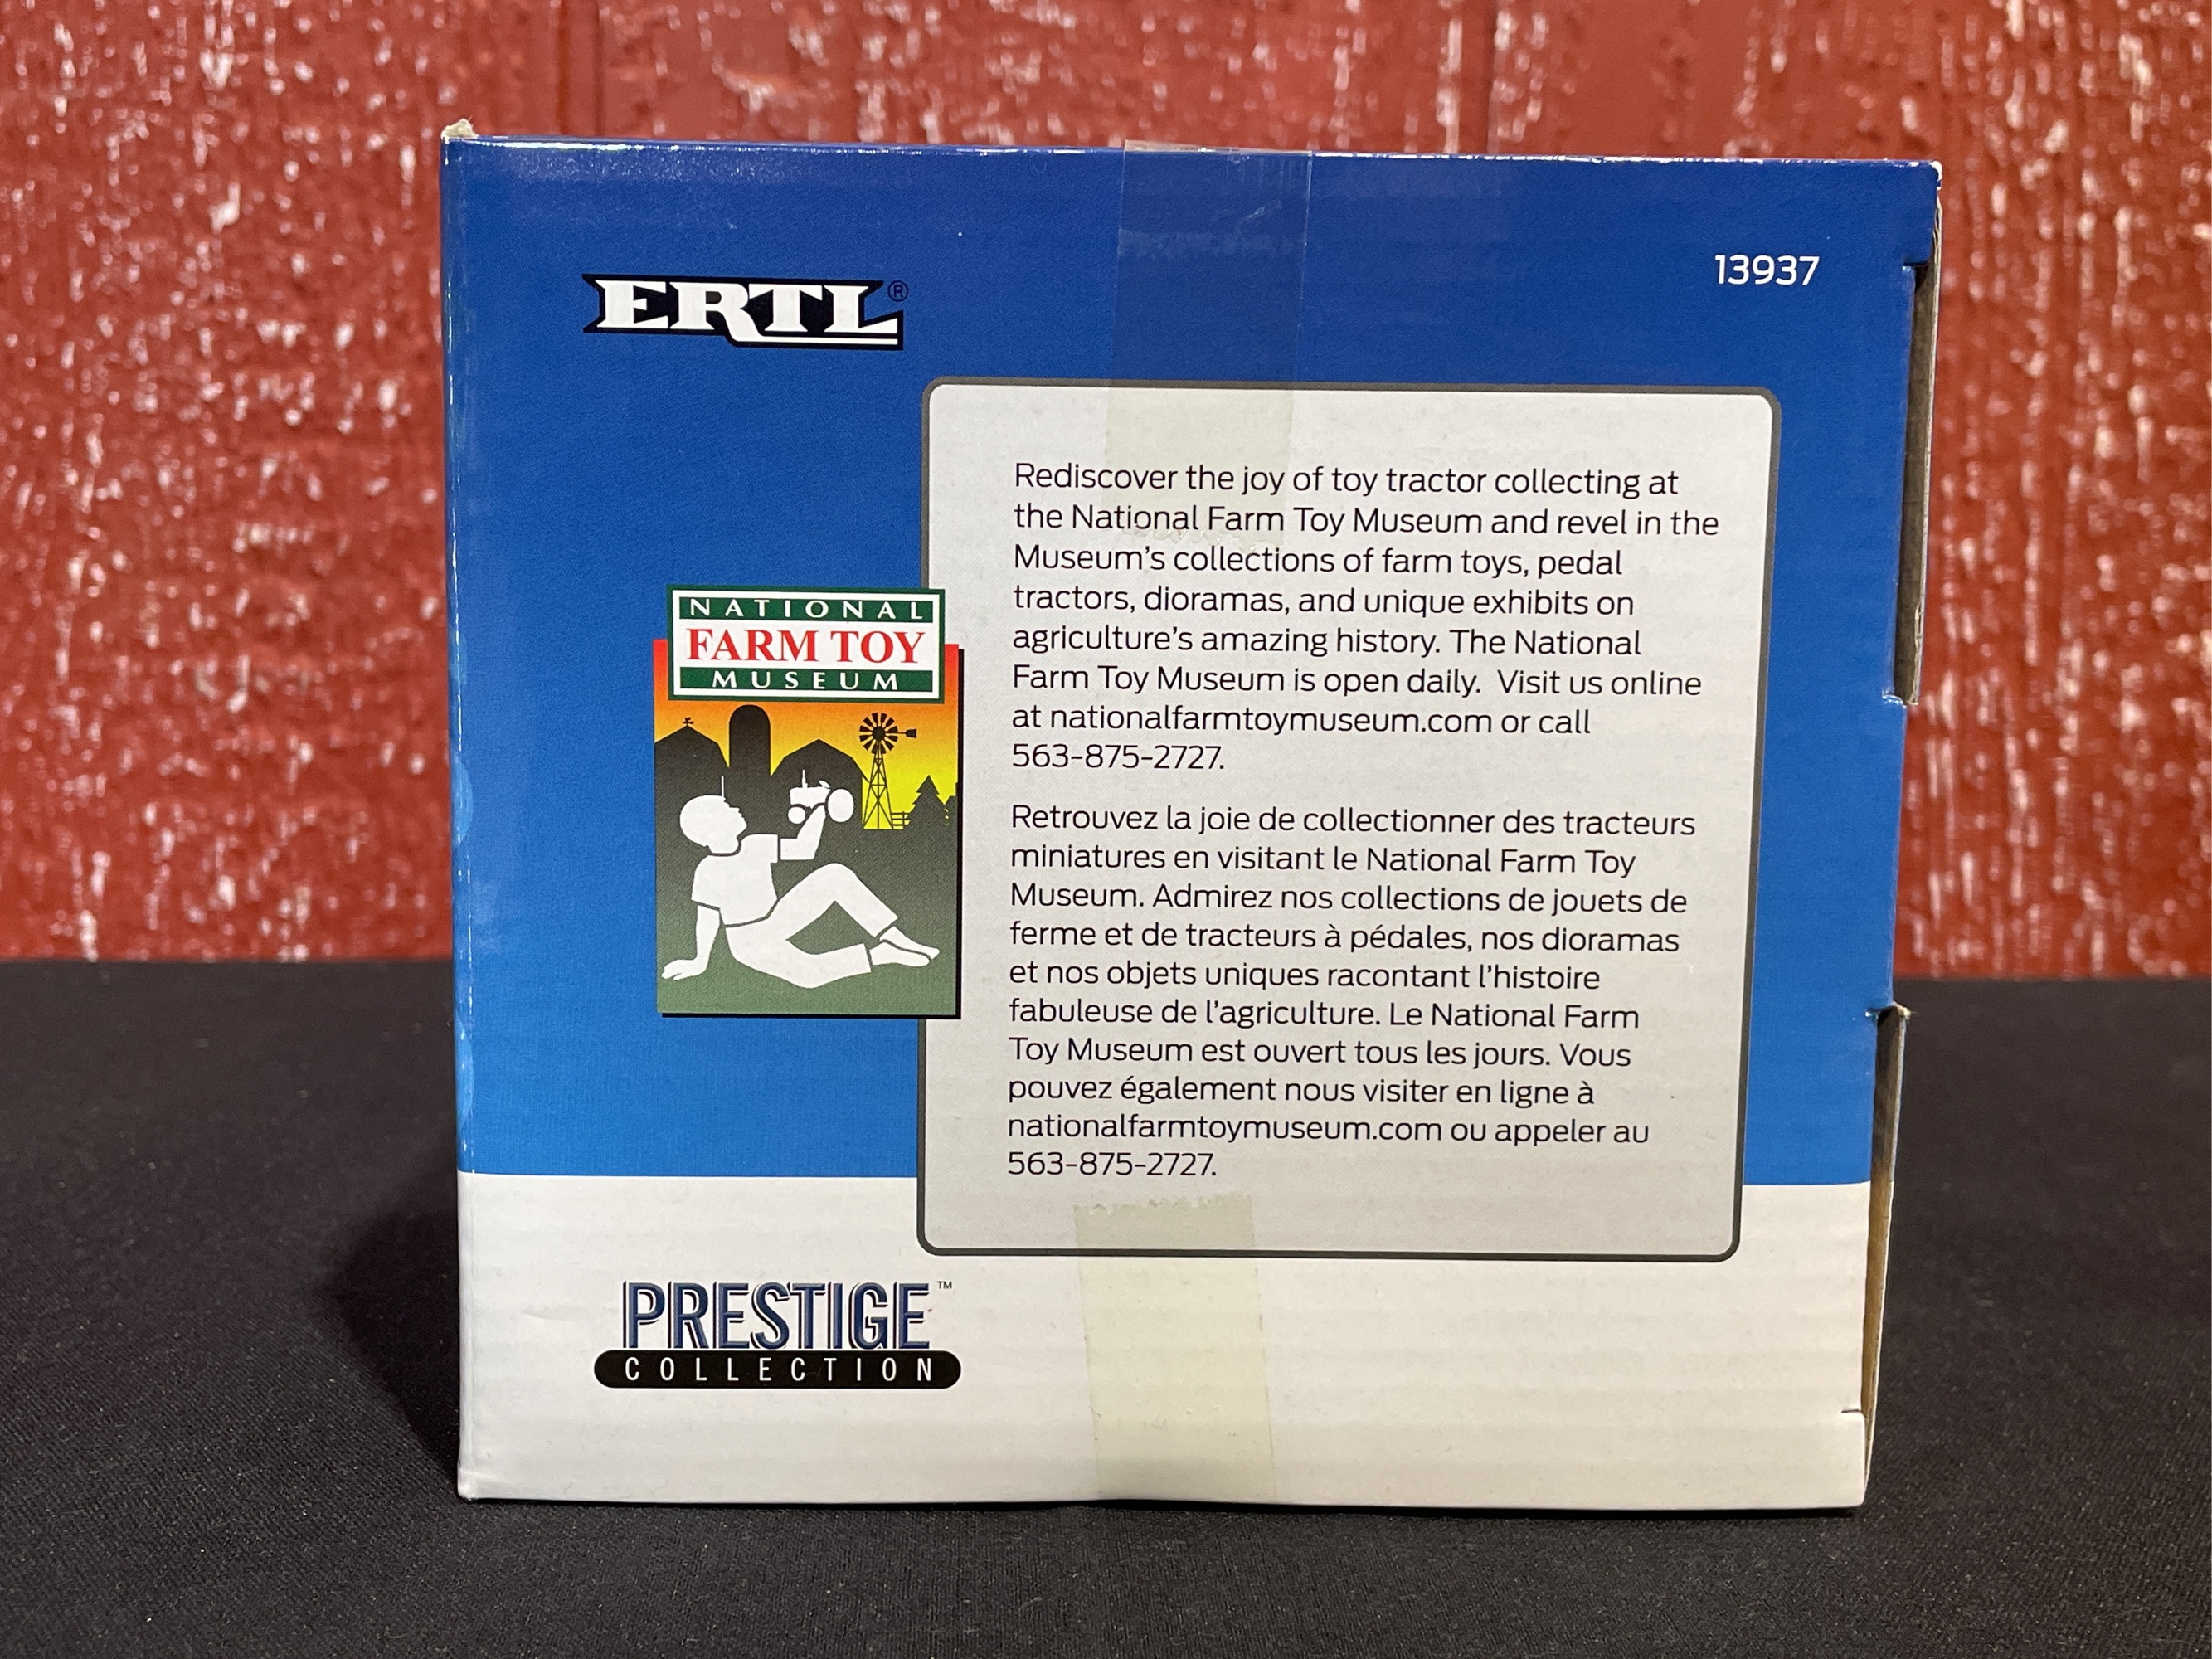 ERTL®
13937
Rediscover the joy of toy tractor collecting at
the National Farm Toy Museum and revel in the
Museum's collections of farm toys, pedal
tractors, dioramas, and unique exhibits on
agriculture's amazing history. The National
Farm Toy Museum is open daily.  Visit us online
at nationalfarmtoymuseum.com or call
563-875-2727.
Retrouvez la joie de collectionner des tracteurs
miniatures en visitant le National Farm Toy
Museum. Admirez nos collections de jouets de
ferme et de tracteurs à pédales, nos dioramas
et nos objets uniques racontant l'histoire
fabuleuse de l'agriculture. Le National Farm
Toy Museum est ouvert tous les jours. Vous
pouvez également nous visiter en ligne à
nationalfarmtoymuseum.com ou appeler au
563-875-2727.
NATIONAL
FARM TOY
MUSEUM
PRESTIGE™
COLLECTION